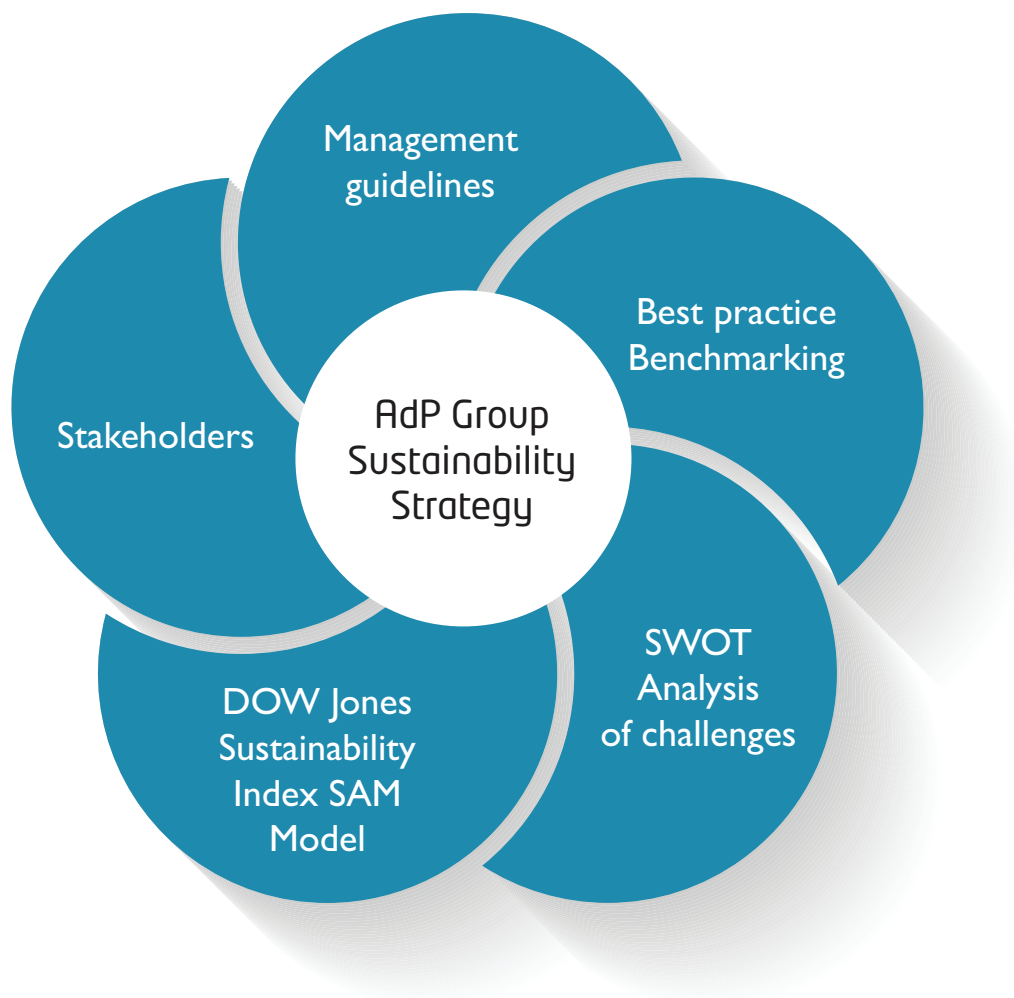 Management
guidelines
Best practice
Benchmarking
Stakeholders
AdP Group
Sustainability
Strategy
SWOT
Analysis
of challenges
DOW Jones
Sustainability
Index SAM
Model